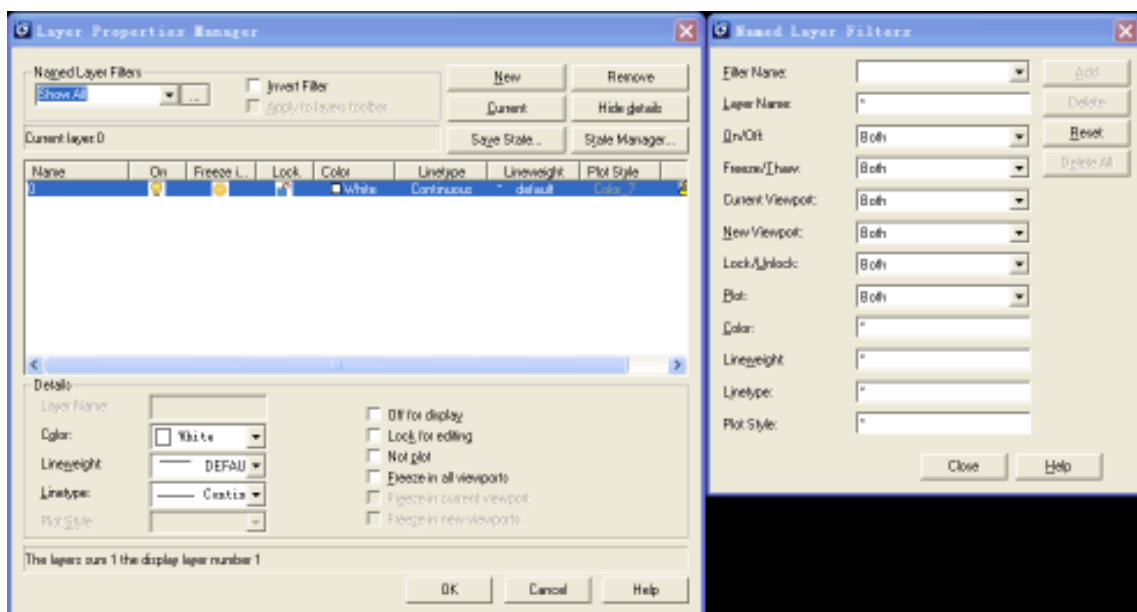 Layer Properties Manager
Named Layer Filters
Show All
...
Invert Filter
Apply to layers toolbar
New
Remove
Current
Hide details
Current layer: 0
Save State...
State Manager...
Name On Freeze i... Lock Color Linetype Lineweight Plot Style
0 White Continuous default Color_7
Details
Layer Name:
Color: White
Lineweight DEFAU
Linetype: Contin
Plot Style:
Off for display
Lock for editing
Not plot
Freeze in all viewports
Freeze in current viewport
Freeze in new viewports
The layers sum 1 the display layer number 1
OK Cancel Help
Named Layer Filters
Filter Name: Add
Layer Name: * Delete
On/Off: Both Reset
Freeze/Thaw: Both Delete All
Current Viewport: Both
New Viewport: Both
Lock/Unlock: Both
Plot: Both
Color: *
Lineweight *
Linetype: *
Plot Style: *
Close Help